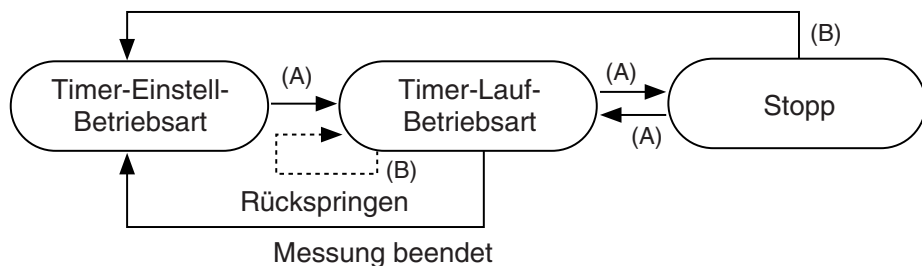 (B)
Timer-Einstell-
Betriebsart
(A)
Timer-Lauf-
Betriebsart
(A)
(A)
Stopp
(B)
Rückspringen
Messung beendet